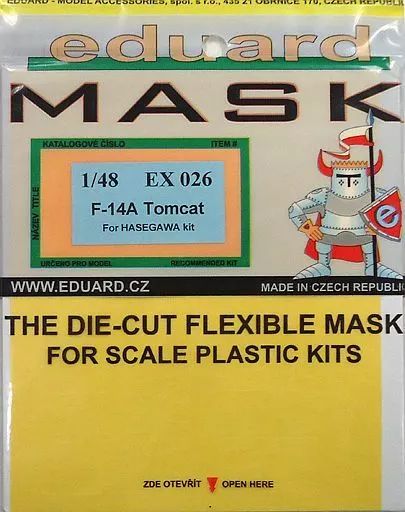 EDUARD - MODEL ACCESSORIES, spol. s r.o., 435 21 OBRNICE 170, CZECH REPUBLIC
eduard
MASK
KATALOGOVÉ ČÍSLO ITEM #
NÁZEV TITLE
1/48 EX 026
F-14A Tomcat
For HASEGAWA kit
URČENO PRO MODEL RECOMMENDED KIT
e
WWW.EDUARD.CZ MADE IN CZECH REPUBLIC
THE DIE-CUT FLEXIBLE MASK
FOR SCALE PLASTIC KITS
ZDE OTEVŘÍT OPEN HERE